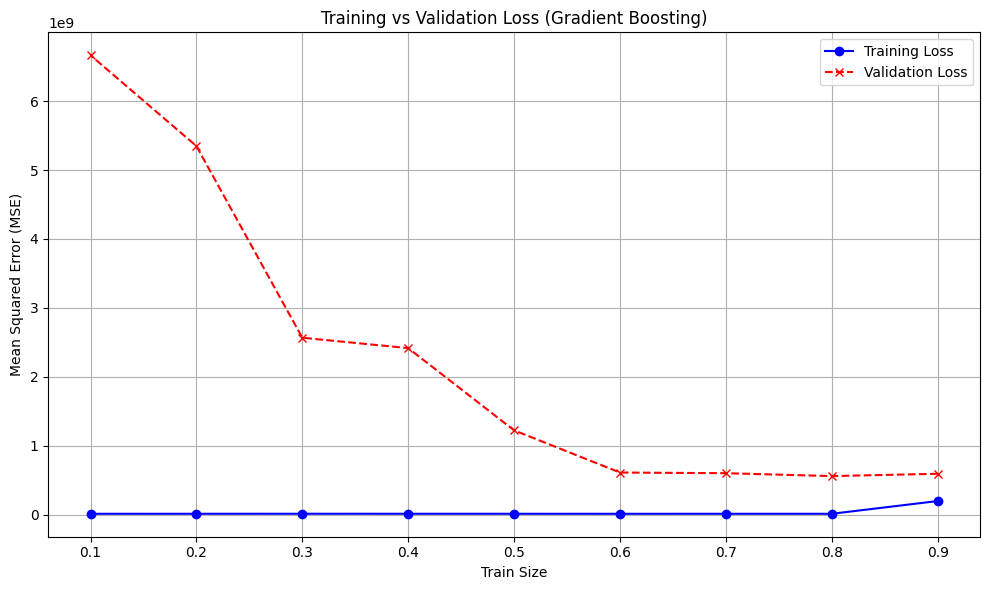 Training vs Validation Loss (Gradient Boosting)
1e9
Training Loss
Validation Loss
6
5
4
3
2
1
0
Mean Squared Error (MSE)
0.1 0.2 0.3 0.4 0.5 0.6 0.7 0.8 0.9
Train Size